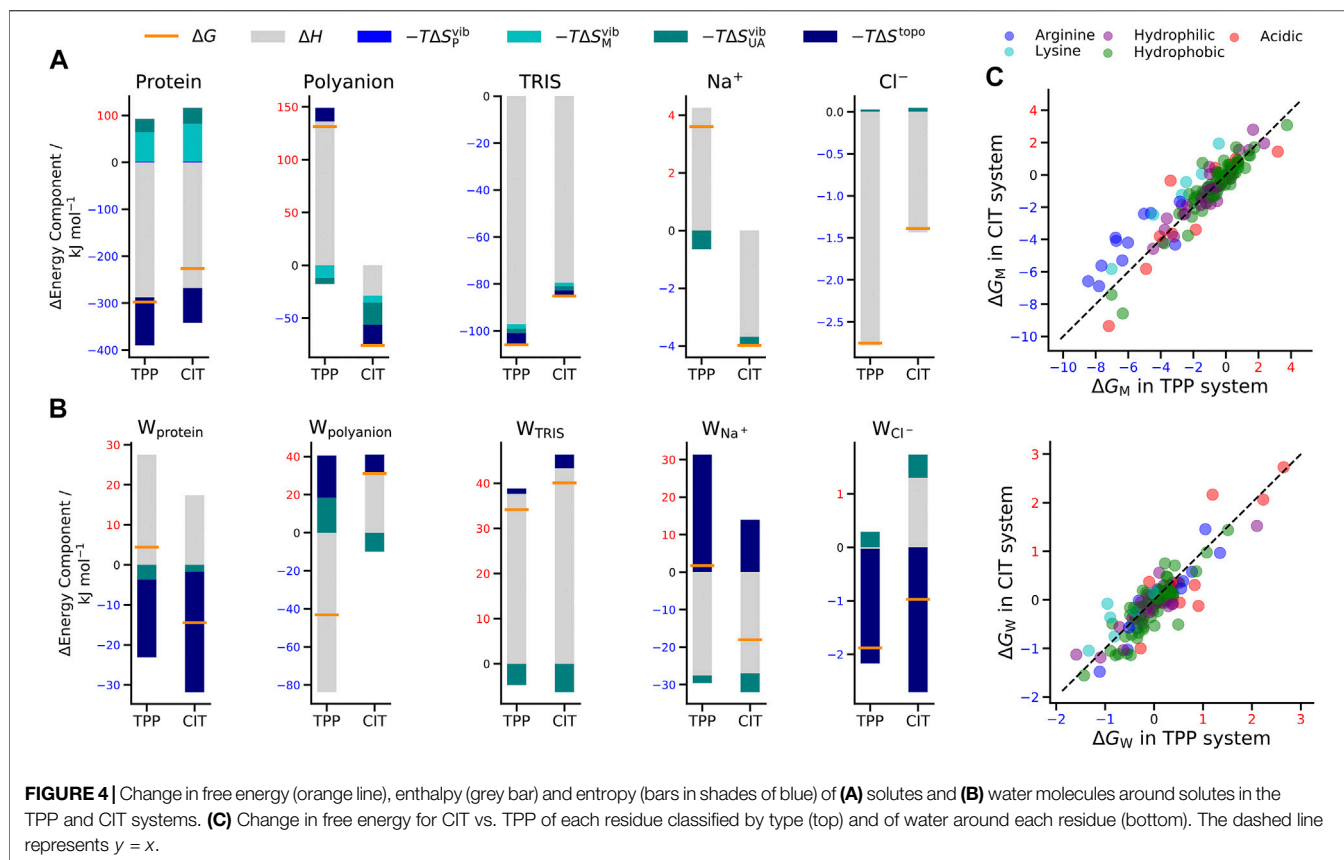 ΔG ΔH −TΔS_P^vib −TΔS_M^vib −TΔS_UA^vib −TΔS^topo
Arginine Hydrophilic Acidic
Lysine Hydrophobic
A
Protein Polyanion TRIS Na⁺ Cl⁻
ΔEnergy Component /
kJ mol⁻¹
100
0
−100
−200
−300
−400
TPP CIT
150
100
50
0
−50
TPP CIT
0
−20
−40
−60
−80
−100
TPP CIT
4
2
0
−2
−4
TPP CIT
0.0
−0.5
−1.0
−1.5
−2.0
−2.5
TPP CIT
C
ΔG_M in CIT system
4
2
0
−2
−4
−6
−8
−10
−10 −8 −6 −4 −2 0 2 4
ΔG_M in TPP system
B
W_protein W_polyanion W_TRIS W_Na⁺ W_Cl⁻
ΔEnergy Component /
kJ mol⁻¹
30
20
10
0
−10
−20
−30
TPP CIT
40
20
0
−20
−40
−60
−80
TPP CIT
40
30
20
10
0
TPP CIT
30
20
10
0
−10
−20
−30
TPP CIT
1
0
−1
−2
TPP CIT
ΔG_W in CIT system
3
2
1
0
−1
−2
−2 −1 0 1 2 3
ΔG_W in TPP system
FIGURE 4 | Change in free energy (orange line), enthalpy (grey bar) and entropy (bars in shades of blue) of (A) solutes and (B) water molecules around solutes in the
TPP and CIT systems. (C) Change in free energy for CIT vs. TPP of each residue classified by type (top) and of water around each residue (bottom). The dashed line
represents y = x.